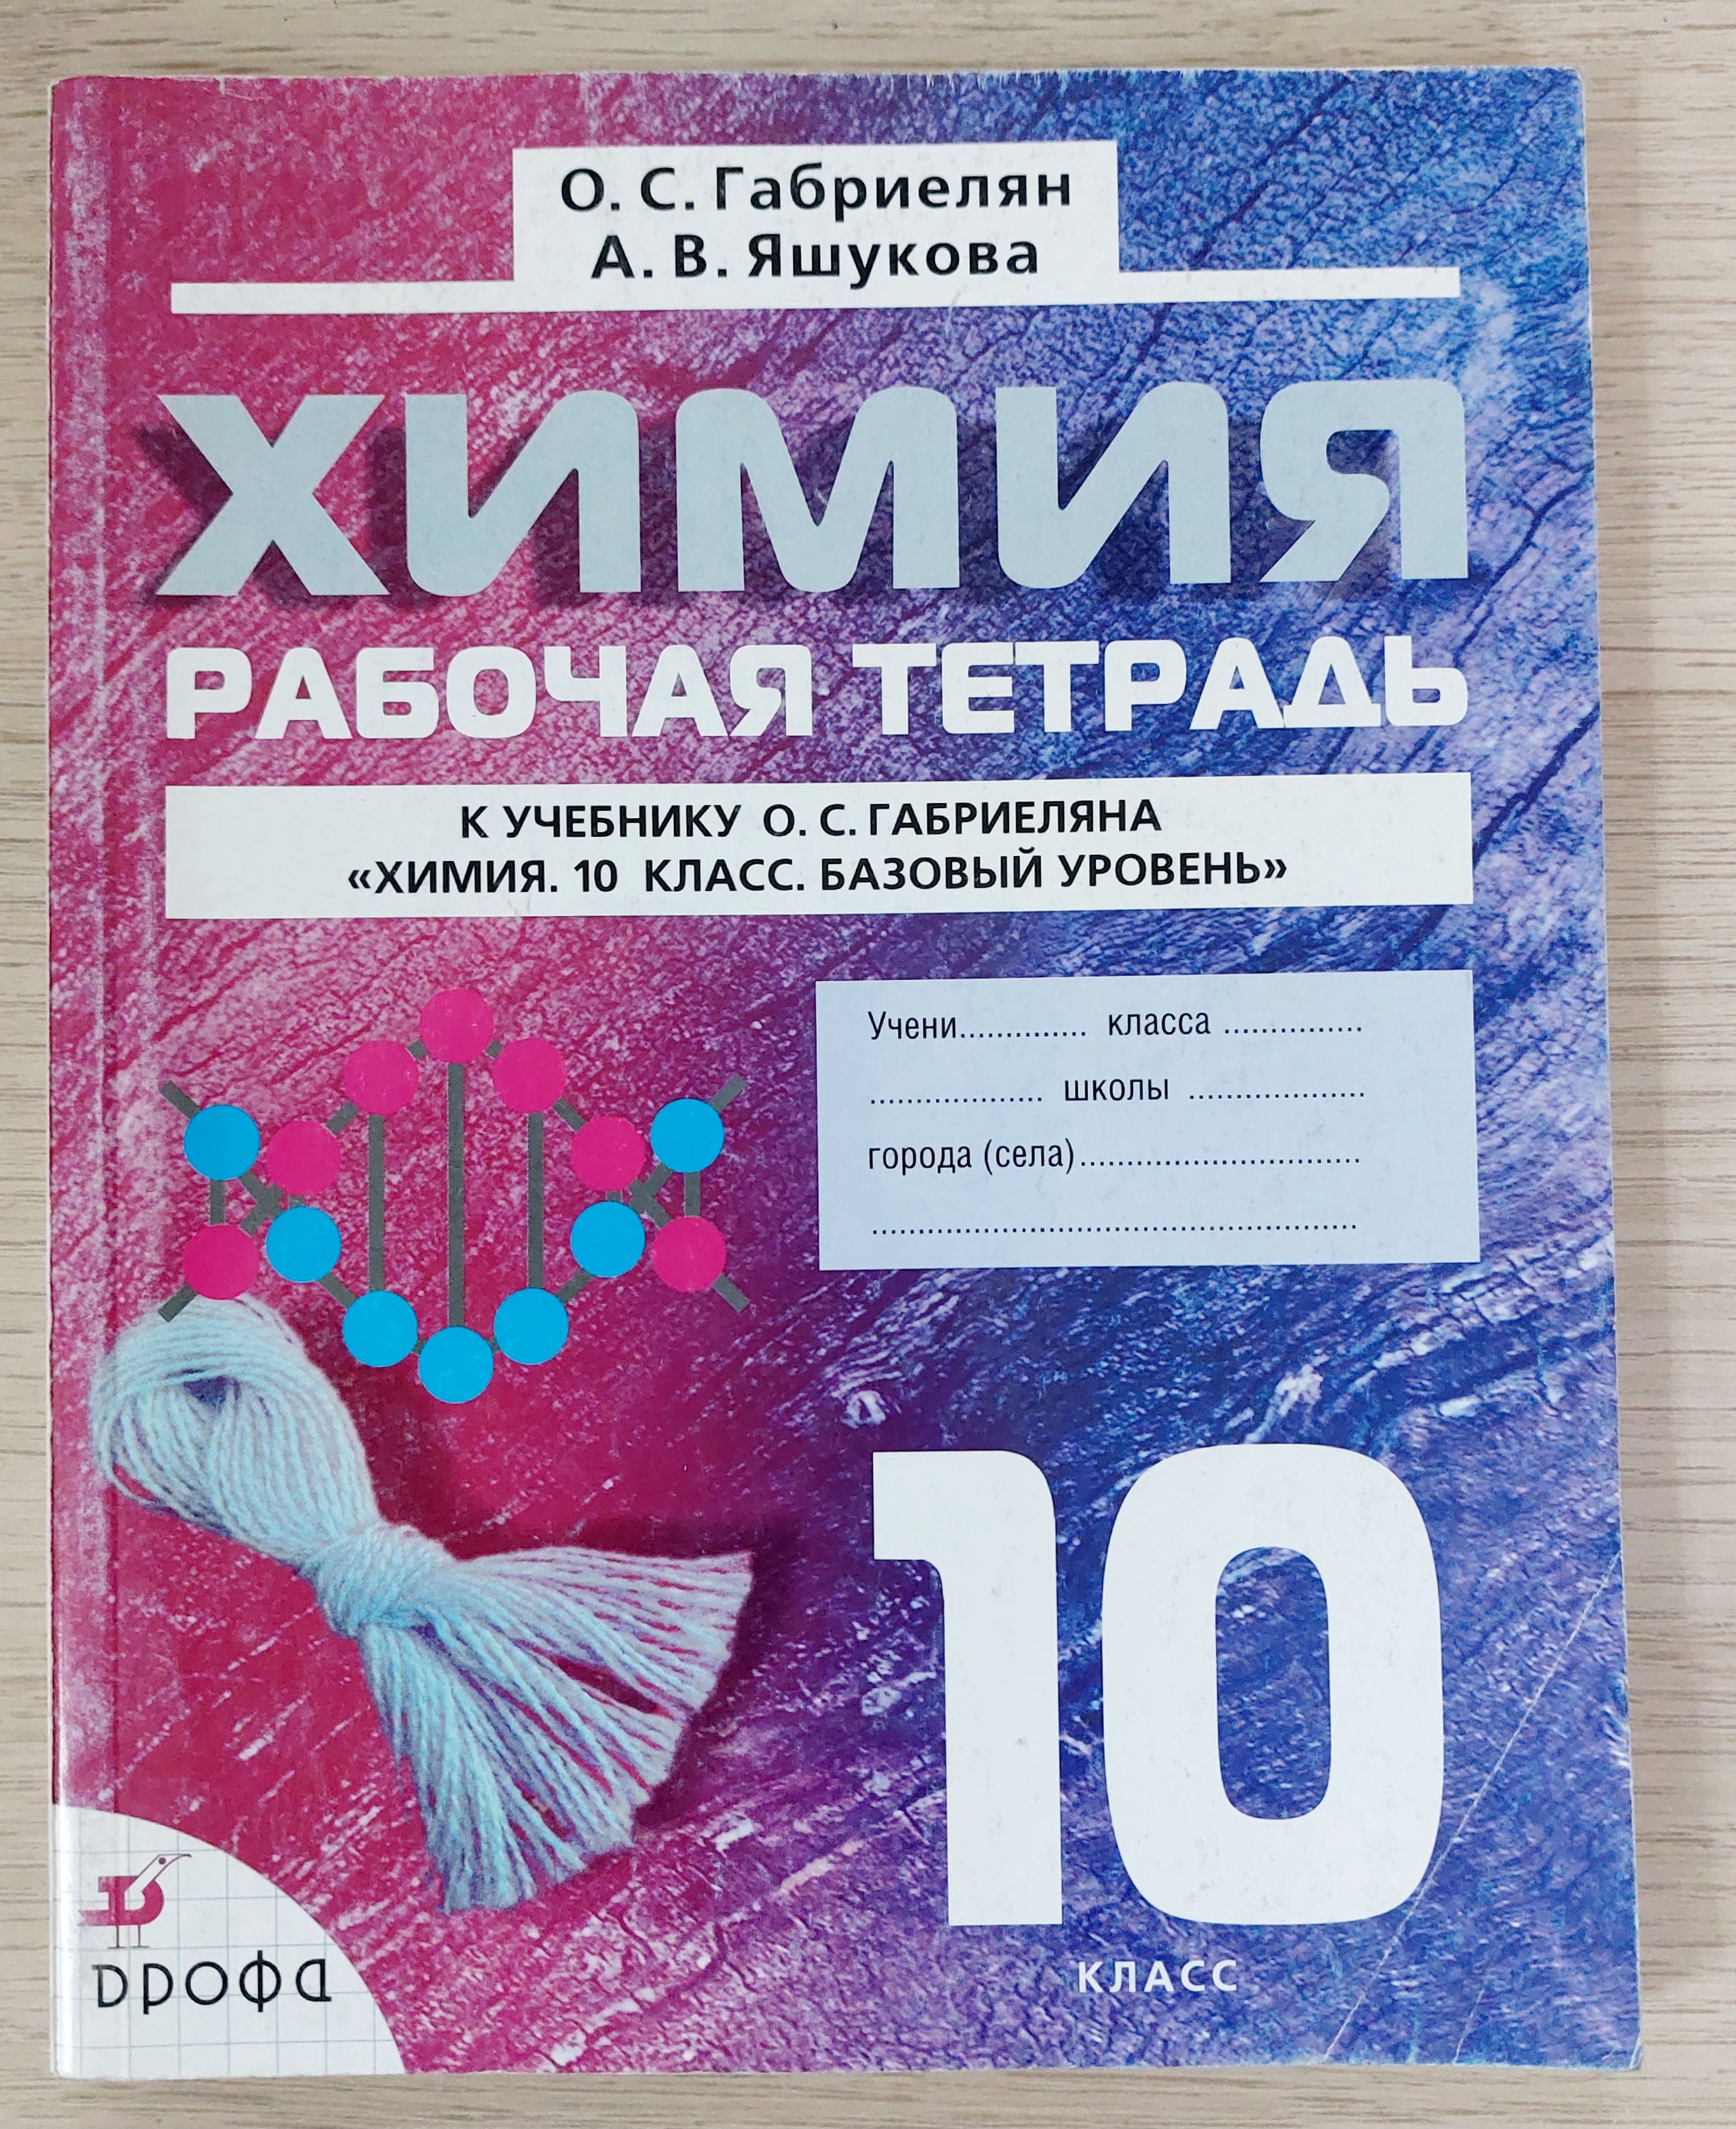 О. С. Габриелян
А. В. Яшукова
ХИМИЯ
РАБОЧАЯ ТЕТРАДЬ
К УЧЕБНИКУ О. С. ГАБРИЕЛЯНА
«ХИМИЯ. 10 КЛАСС. БАЗОВЫЙ УРОВЕНЬ»
Учени.............. класса ...............
................... школы ...................
города (села)..............................
....................................................
10
КЛАСС
дрофа